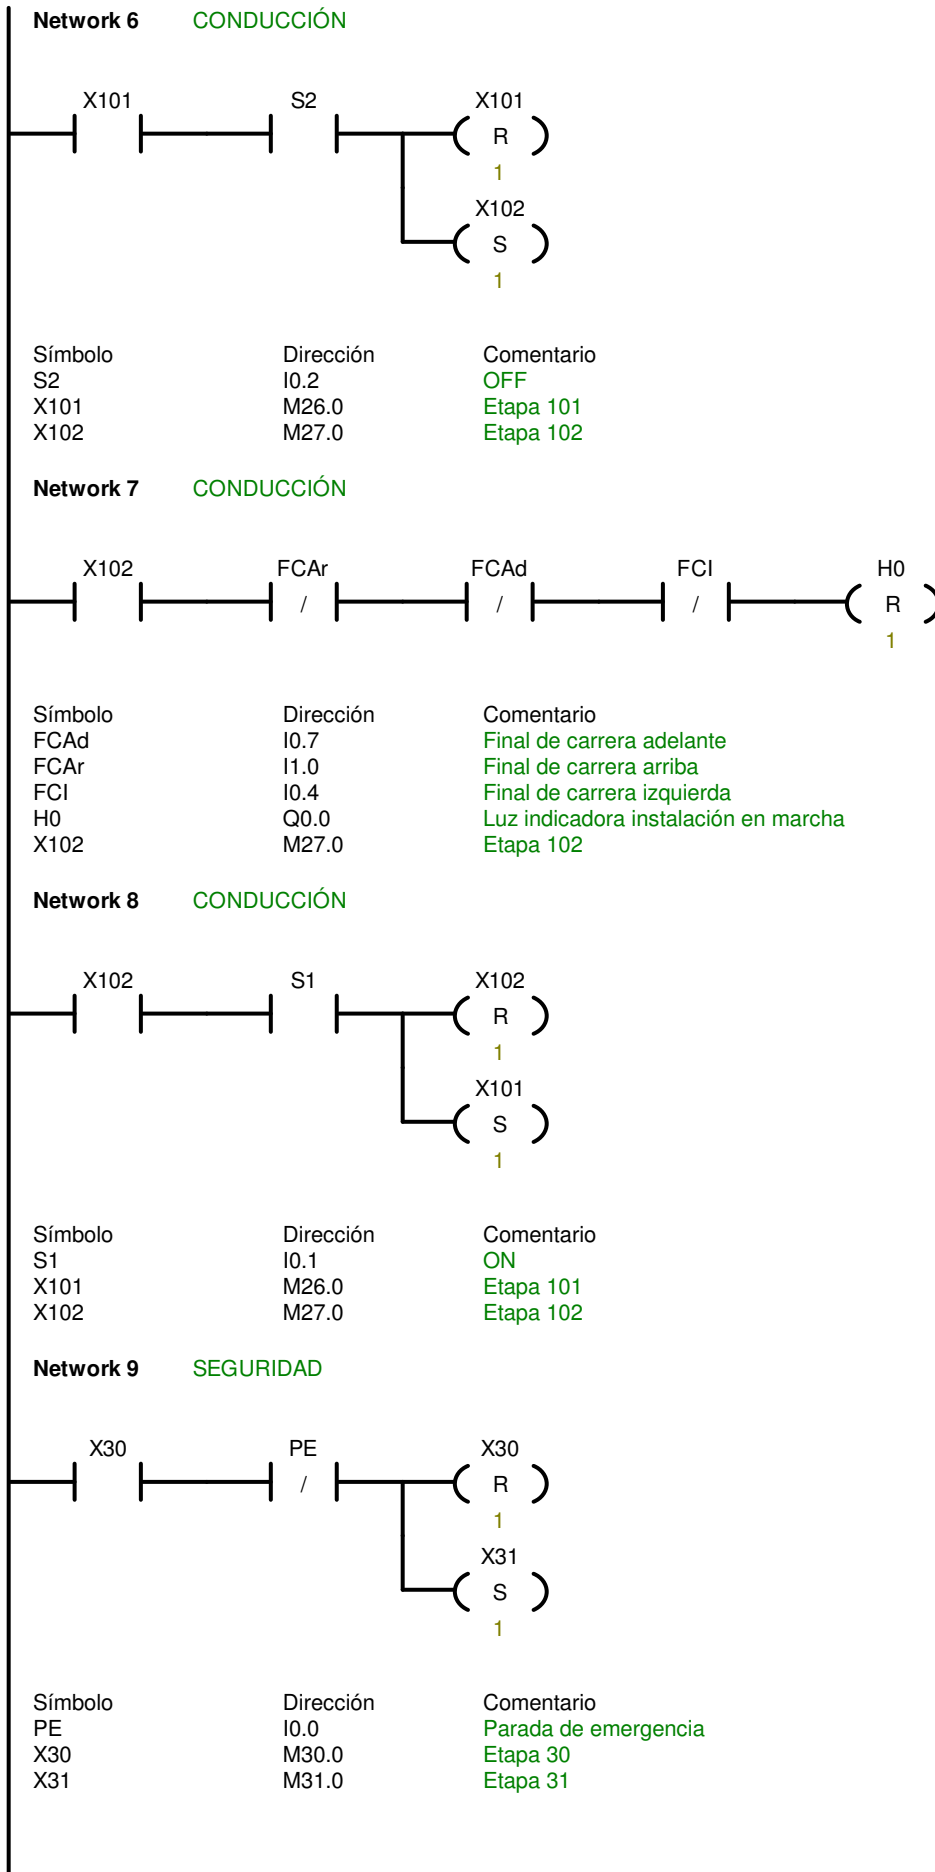 Network 6 CONDUCCIÓN
X101 S2 X101
R
1
X102
S
1
Símbolo Dirección Comentario
S2 I0.2 OFF
X101 M26.0 Etapa 101
X102 M27.0 Etapa 102
Network 7 CONDUCCIÓN
X102 FCAr FCAd FCI H0
/ / / R
1
Símbolo Dirección Comentario
FCAd I0.7 Final de carrera adelante
FCAr I1.0 Final de carrera arriba
FCI I0.4 Final de carrera izquierda
H0 Q0.0 Luz indicadora instalación en marcha
X102 M27.0 Etapa 102
Network 8 CONDUCCIÓN
X102 S1 X102
R
1
X101
S
1
Símbolo Dirección Comentario
S1 I0.1 ON
X101 M26.0 Etapa 101
X102 M27.0 Etapa 102
Network 9 SEGURIDAD
X30 PE X30
/ R
1
X31
S
1
Símbolo Dirección Comentario
PE I0.0 Parada de emergencia
X30 M30.0 Etapa 30
X31 M31.0 Etapa 31